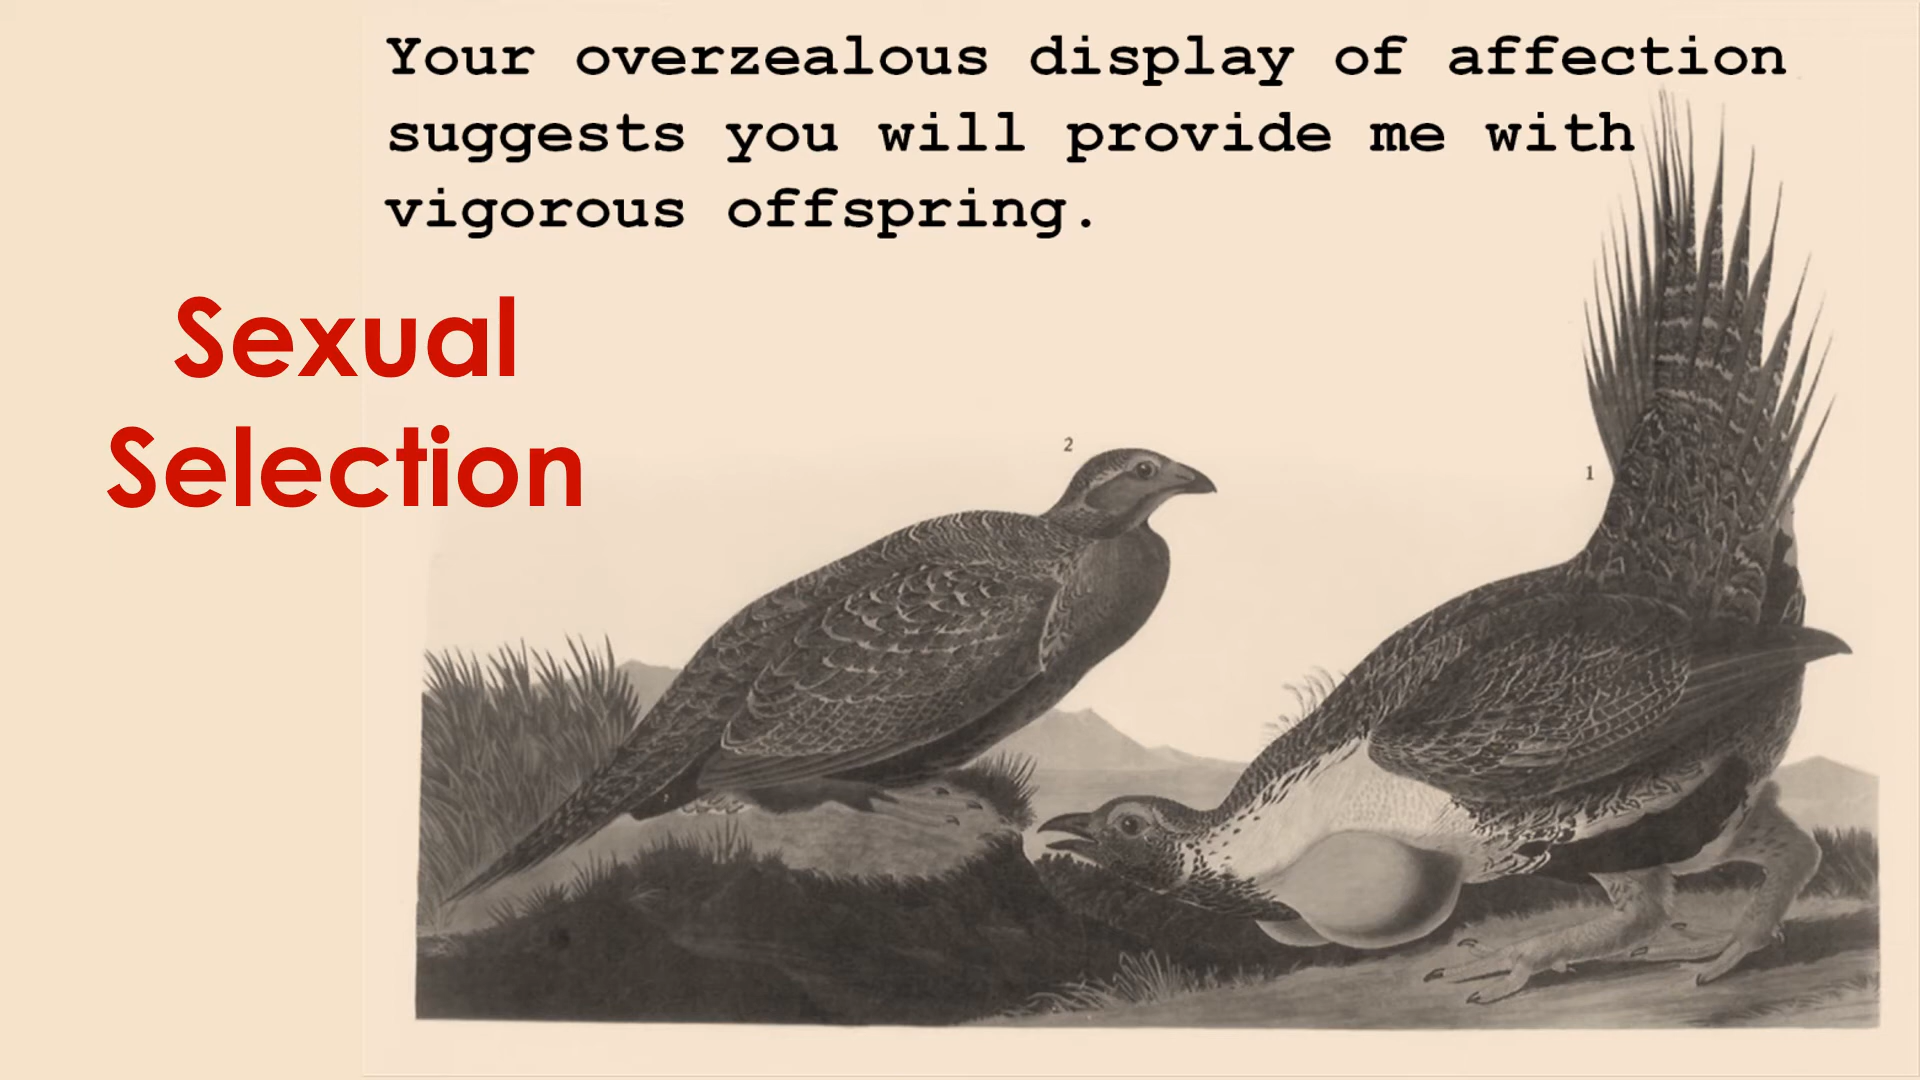 Your overzealous display of affection
suggests you will provide me with
vigorous offspring.
Sexual
Selection
2
1